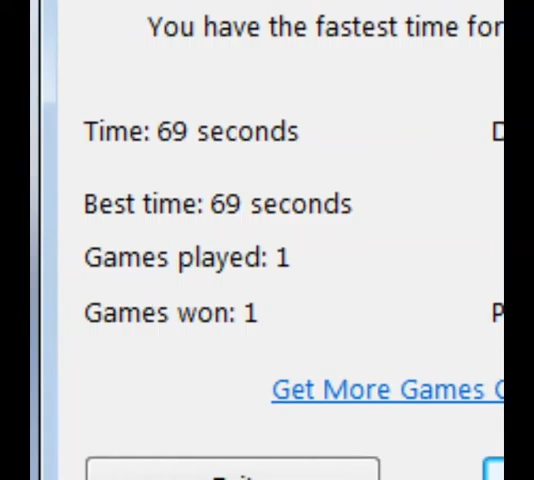 You have the fastest time for
Time: 69 seconds
Best time: 69 seconds
Games played: 1
Games won: 1
Get More Games